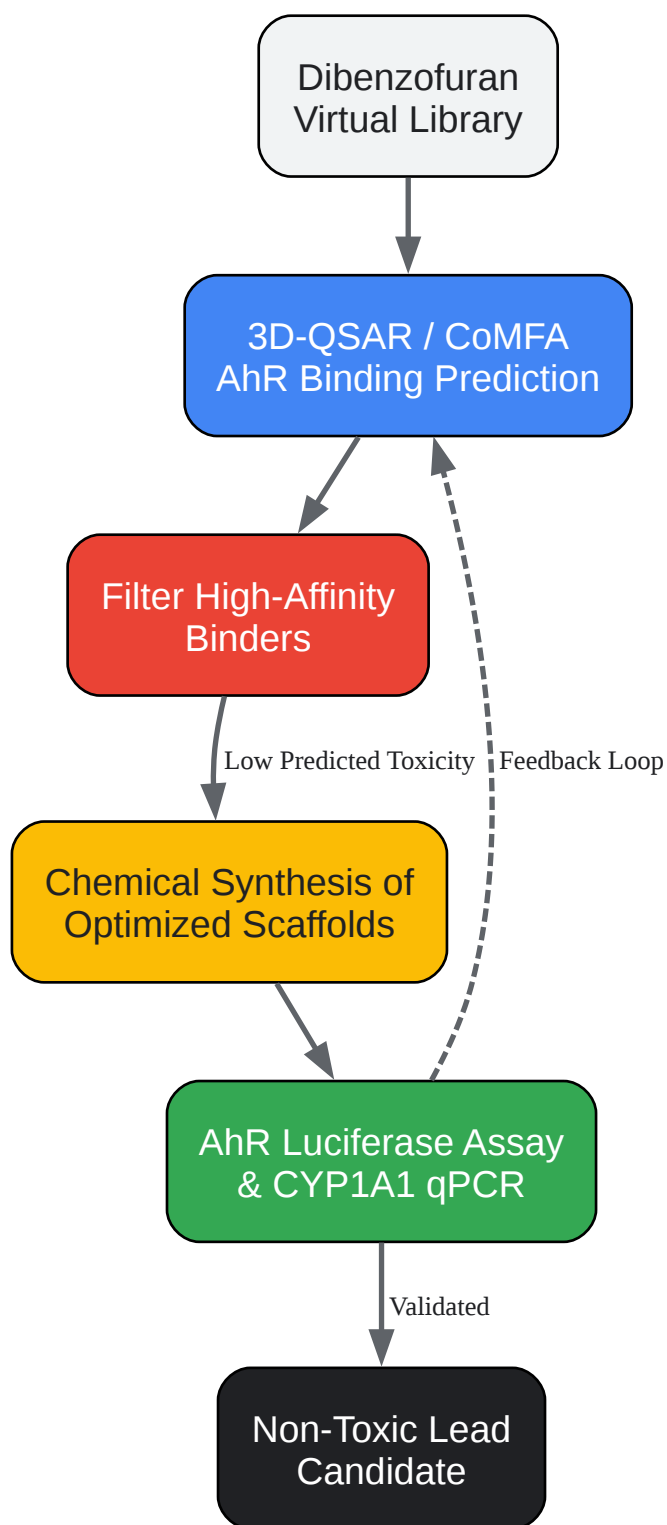 Dibenzofuran
Virtual Library
3D-QSAR / CoMFA
AhR Binding Prediction
Filter High-Affinity
Binders
Low Predicted Toxicity
Feedback Loop
Chemical Synthesis of
Optimized Scaffolds
AhR Luciferase Assay
& CYP1A1 qPCR
Validated
Non-Toxic Lead
Candidate